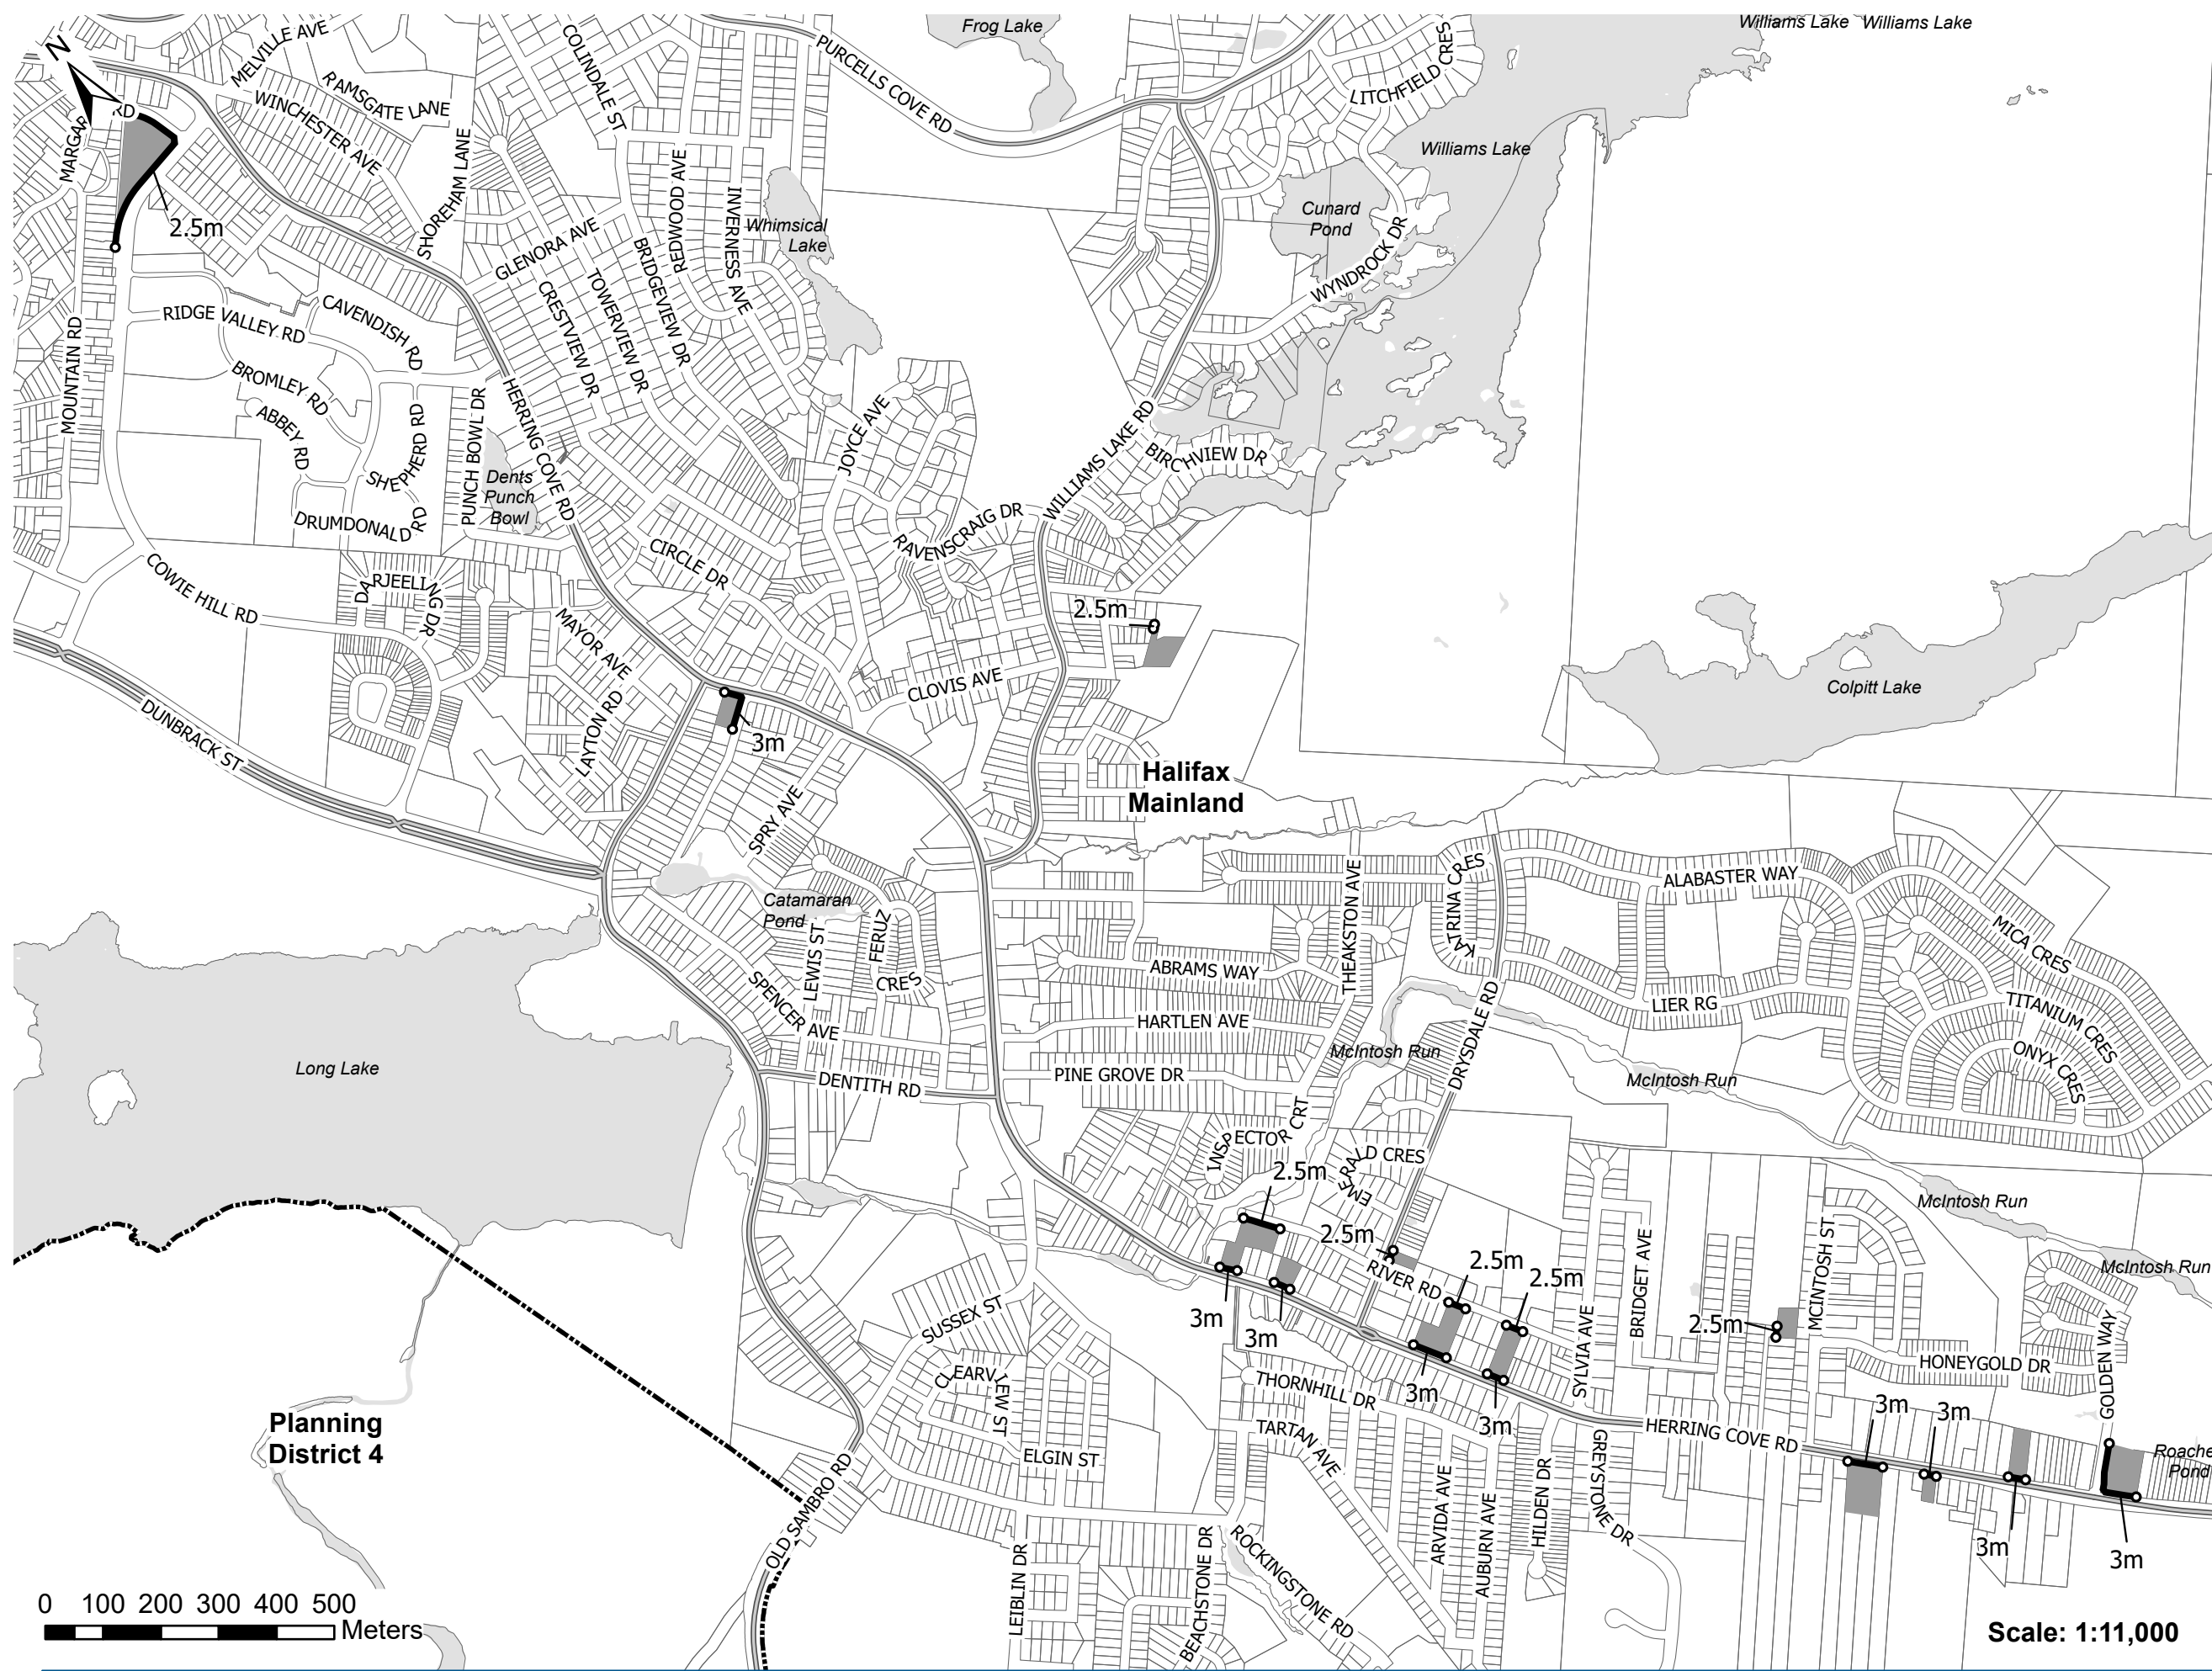 Frog Lake
Williams Lake
Williams Lake
N
MELVILLE AVE
RAMSGATE LANE
WINCHESTER AVE
COLINDALE ST
PURCELLS COVE RD
LITCHFIELD CRES
RD
Williams Lake
SHOREHAM LANE
REDWOOD AVE
INVERNESS AVE
Whimsical
Lake
Cunard
Pond
2.5m
GLENORA AVE
BRIDGEVIEW DR
TOWERVIEW DR
CRESTVIEW DR
WYNDROCK DR
MOUNTAIN RD
RIDGE VALLEY RD
CAVENDISH RD
BROMLEY RD
ABBEY RD
SHEPHERD RD
PUNCH BOWL DR
HERRING COVE RD
JOYCE AVE
WILLIAMS LAKE RD
BIRCHVIEW DR
Dents
Punch
Bowl
DRUMDONALD RD
RAVENSCRAIG DR
CIRCLE DR
COWIE HILL RD
DARJEELING DR
MAYOR AVE
2.5m
CLOVIS AVE
Colpitt Lake
LAYTON RD
DUNBRACK ST
3m
Halifax
Mainland
SPRY AVE
Catamaran
Pond
LEWIS ST
FERUZ
CRES
THEAKSTON AVE
KATRINA CRES
ALABASTER WAY
MICA CRES
ABRAMS WAY
SPENCER AVE
HARTLEN AVE
LIER RG
TITANIUM CRES
ONYX CRES
McIntosh Run
DRYSDALE RD
McIntosh Run
Long Lake
DENTITH RD
PINE GROVE DR
INSPECTOR CRT
EMERALD CRES
2.5m
McIntosh Run
2.5m
RIVER RD
2.5m
2.5m
BRIDGET AVE
MCINTOSH ST
McIntosh Run
3m
3m
SUSSEX ST
SYLVIA AVE
2.5m
HONEYGOLD DR
GOLDEN WAY
CLEARVIEW ST
THORNHILL DR
3m
3m
TARTAN AVE
HERRING COVE RD
3m
3m
Planning
District 4
ELGIN ST
OLD SAMBRO RD
GREYSTONE DR
HILDEN DR
ARVIDA AVE
AUBURN AVE
3m
3m
LEIBLIN DR
BEACHSTONE DR
ROCKINGSTONE RD
0 100 200 300 400 500
Meters
Scale: 1:11,000